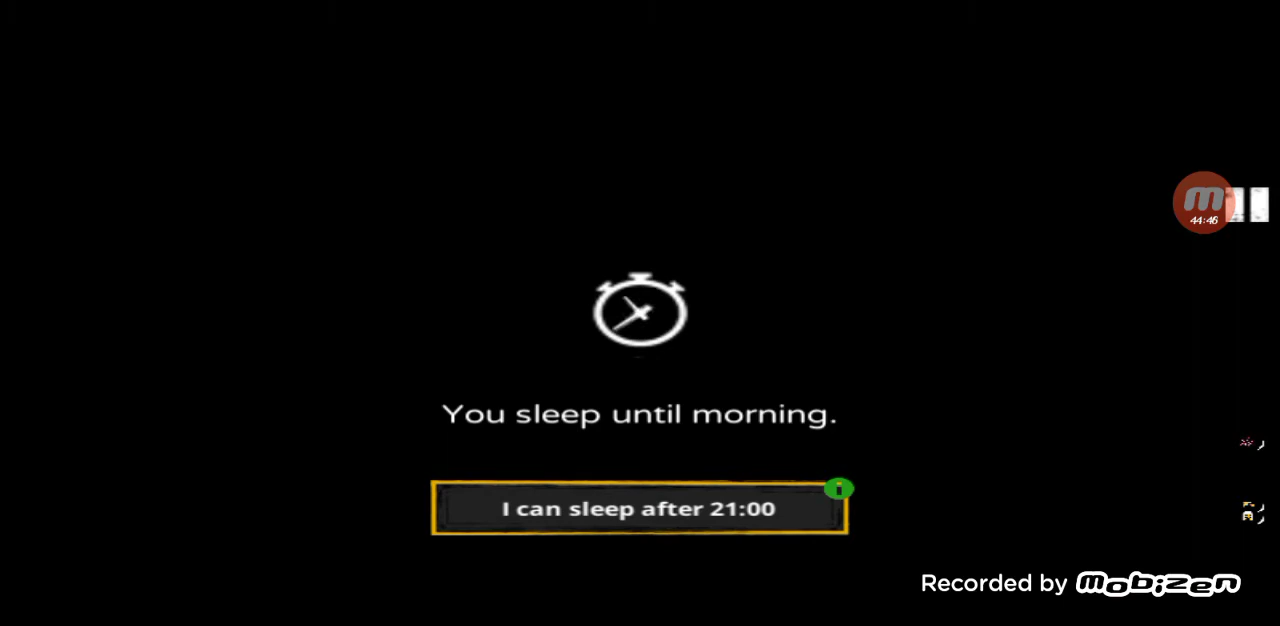 44:46
You sleep until morning.
i
I can sleep after 21:00
Recorded by mobizen